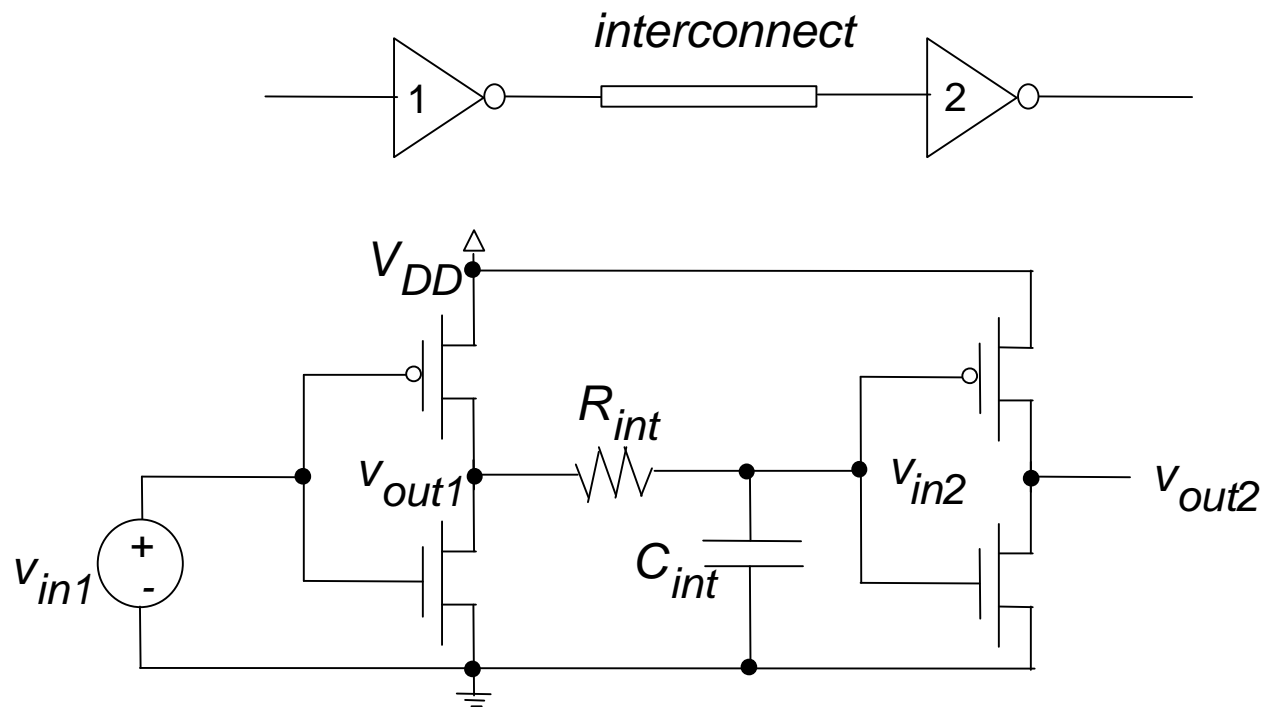 interconnect
1
2
V_DD
R_int
v_out1
v_in2
v_out2
+
-
v_in1
C_int